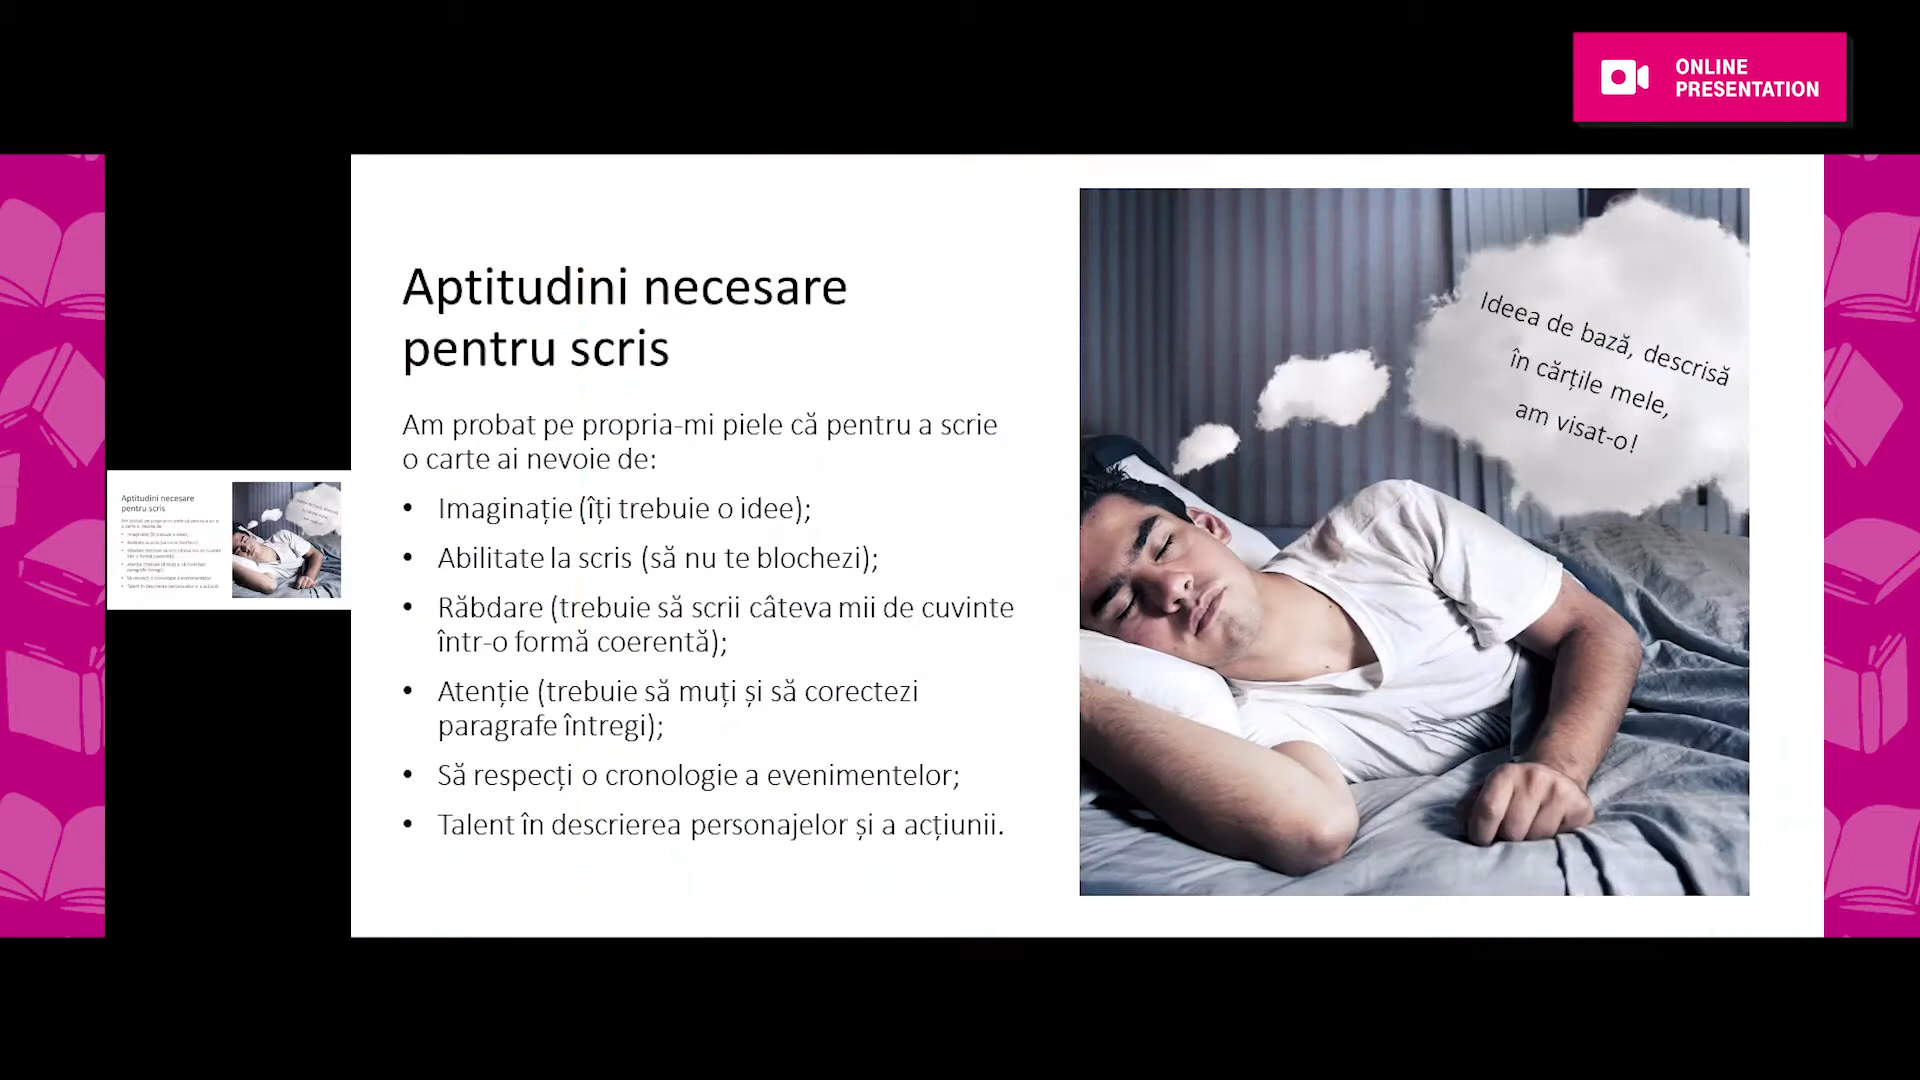 ONLINE
PRESENTATION
Aptitudini necesare
pentru scris
Am probat pe propria-mi piele că pentru a scrie
o carte ai nevoie de:
• Imaginație (îți trebuie o idee);
• Abilitate la scris (să nu te blochezi);
• Răbdare (trebuie să scrii câteva mii de cuvinte
într-o formă coerentă);
• Atenție (trebuie să muți și să corectezi
paragrafe întregi);
• Să respecți o cronologie a evenimentelor;
• Talent în descrierea personajelor și a acțiunii.
Ideea de bază, descrisă
în cărțile mele,
am visat-o!
Aptitudini necesare
pentru scris